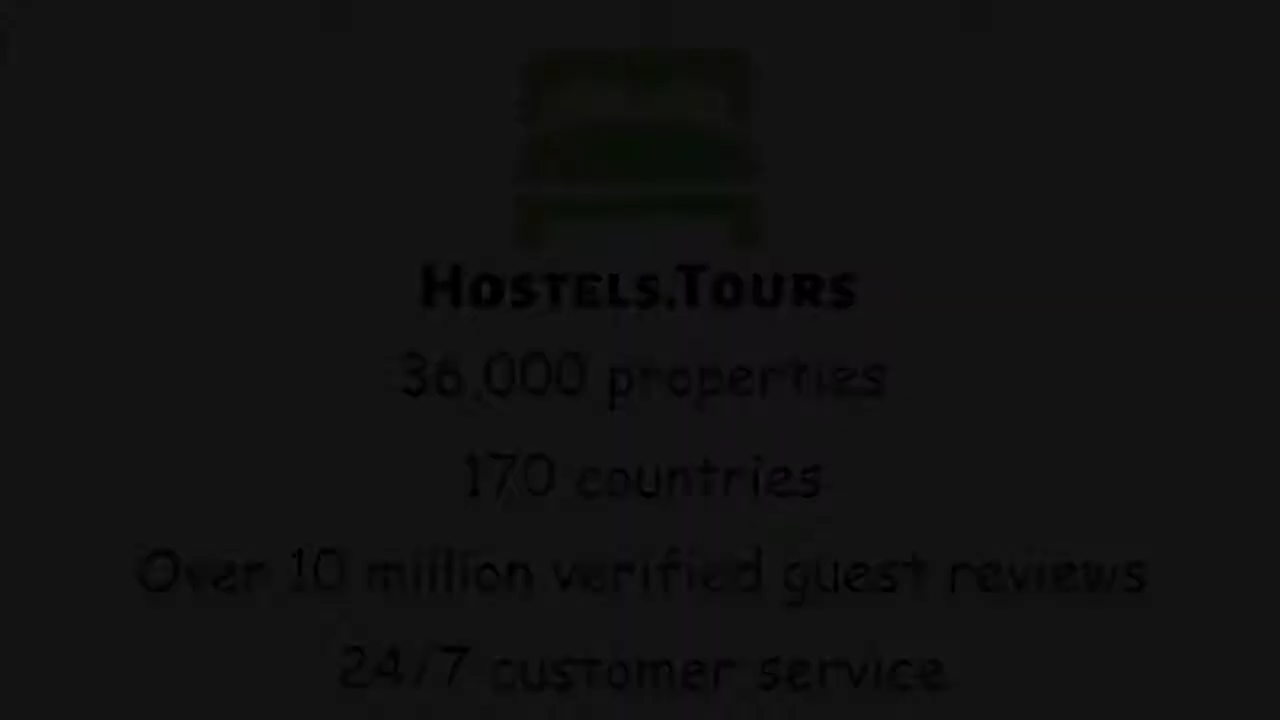 Hostels.Tours
36,000 properties
170 countries
Over 10 million verified guest reviews
24/7 customer service